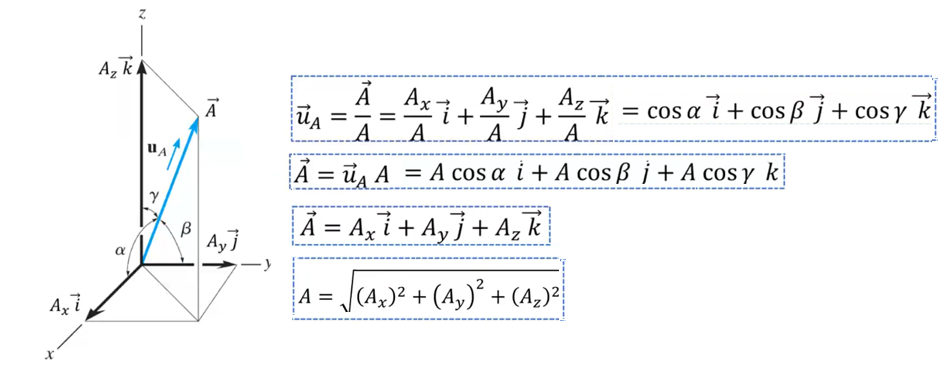 z
A_z k⃗
A⃗
u_A
γ
β
α
A_y j⃗
y
A_x i⃗
x
u⃗_A = A⃗/A = A_x/A i⃗ + A_y/A j⃗ + A_z/A k⃗ = cos α i⃗ + cos β j⃗ + cos γ k⃗
A⃗ = u⃗_A A = A cos α i + A cos β j + A cos γ k
A⃗ = A_x i⃗ + A_y j⃗ + A_z k⃗
A = √((A_x)² + (A_y)² + (A_z)²)